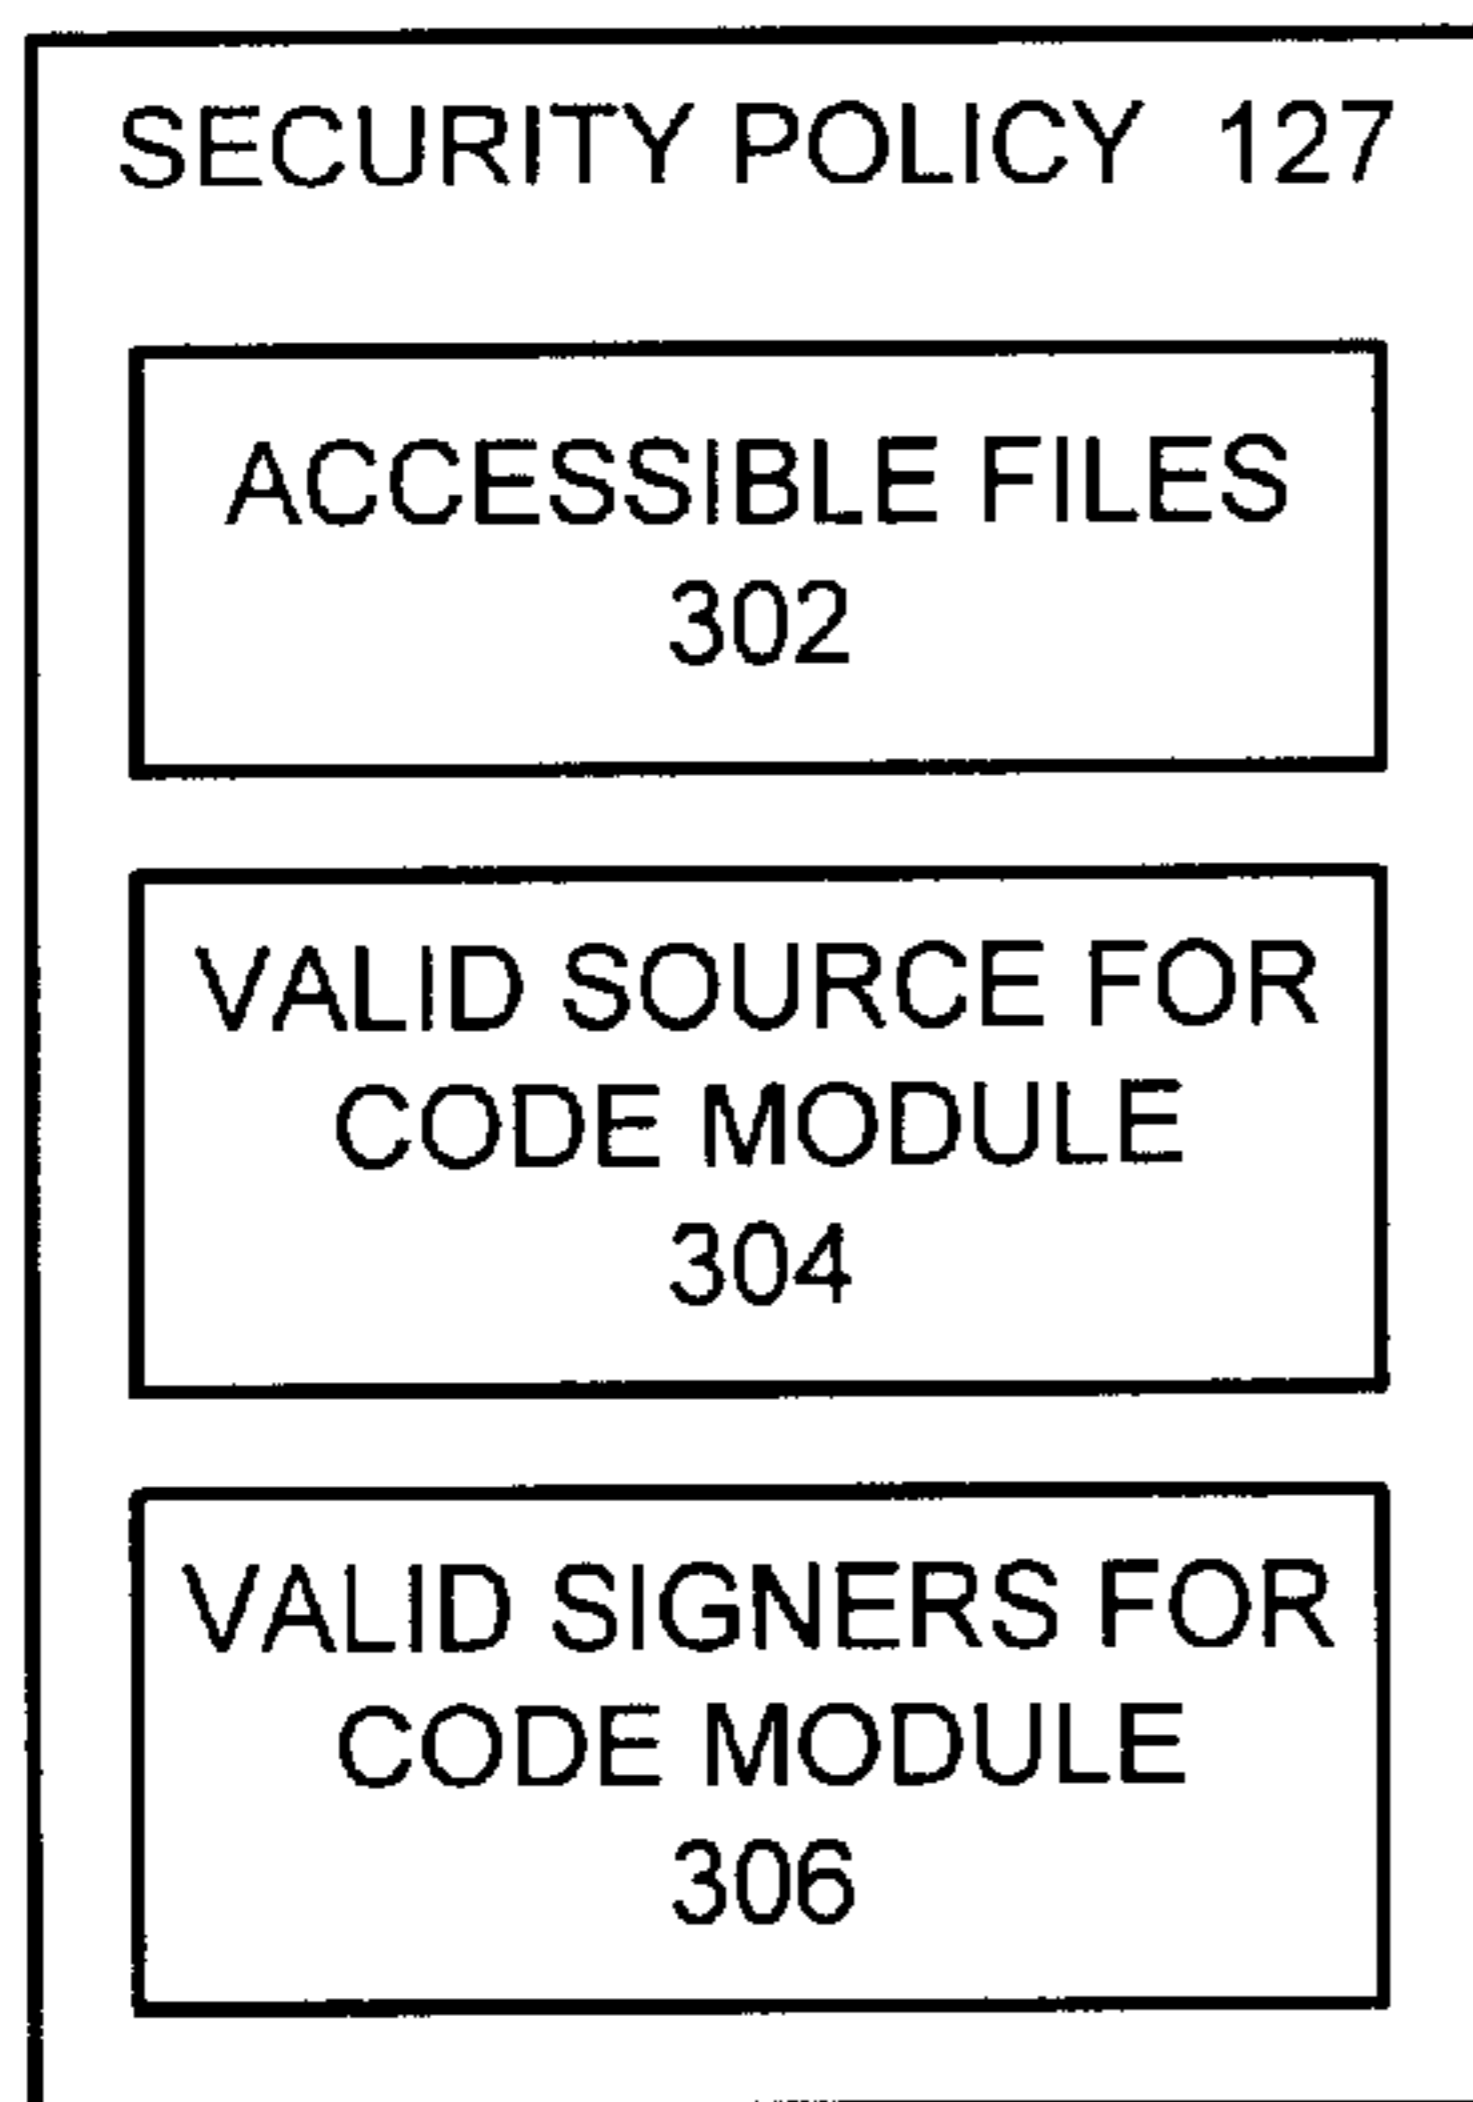 SECURITY POLICY 127
ACCESSIBLE FILES
302
VALID SOURCE FOR
CODE MODULE
304
VALID SIGNERS FOR
CODE MODULE
306